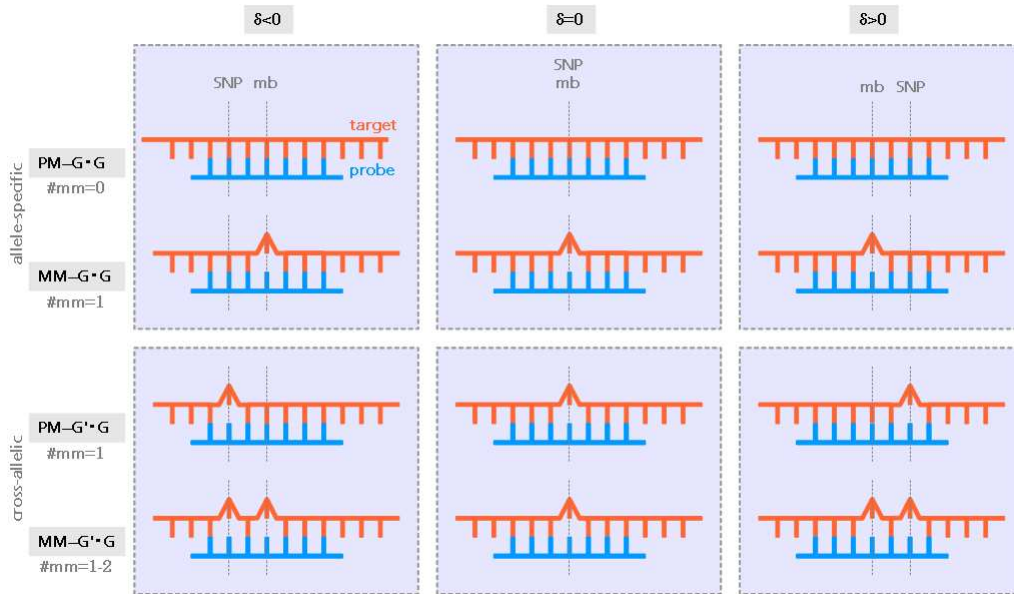 δ<0
δ=0
δ>0
SNP mb
SNP
mb
mb SNP
target
probe
allele-specific
PM–G·G
#mm=0
MM–G·G
#mm=1
cross-allelic
PM–G'·G
#mm=1
MM–G'·G
#mm=1-2